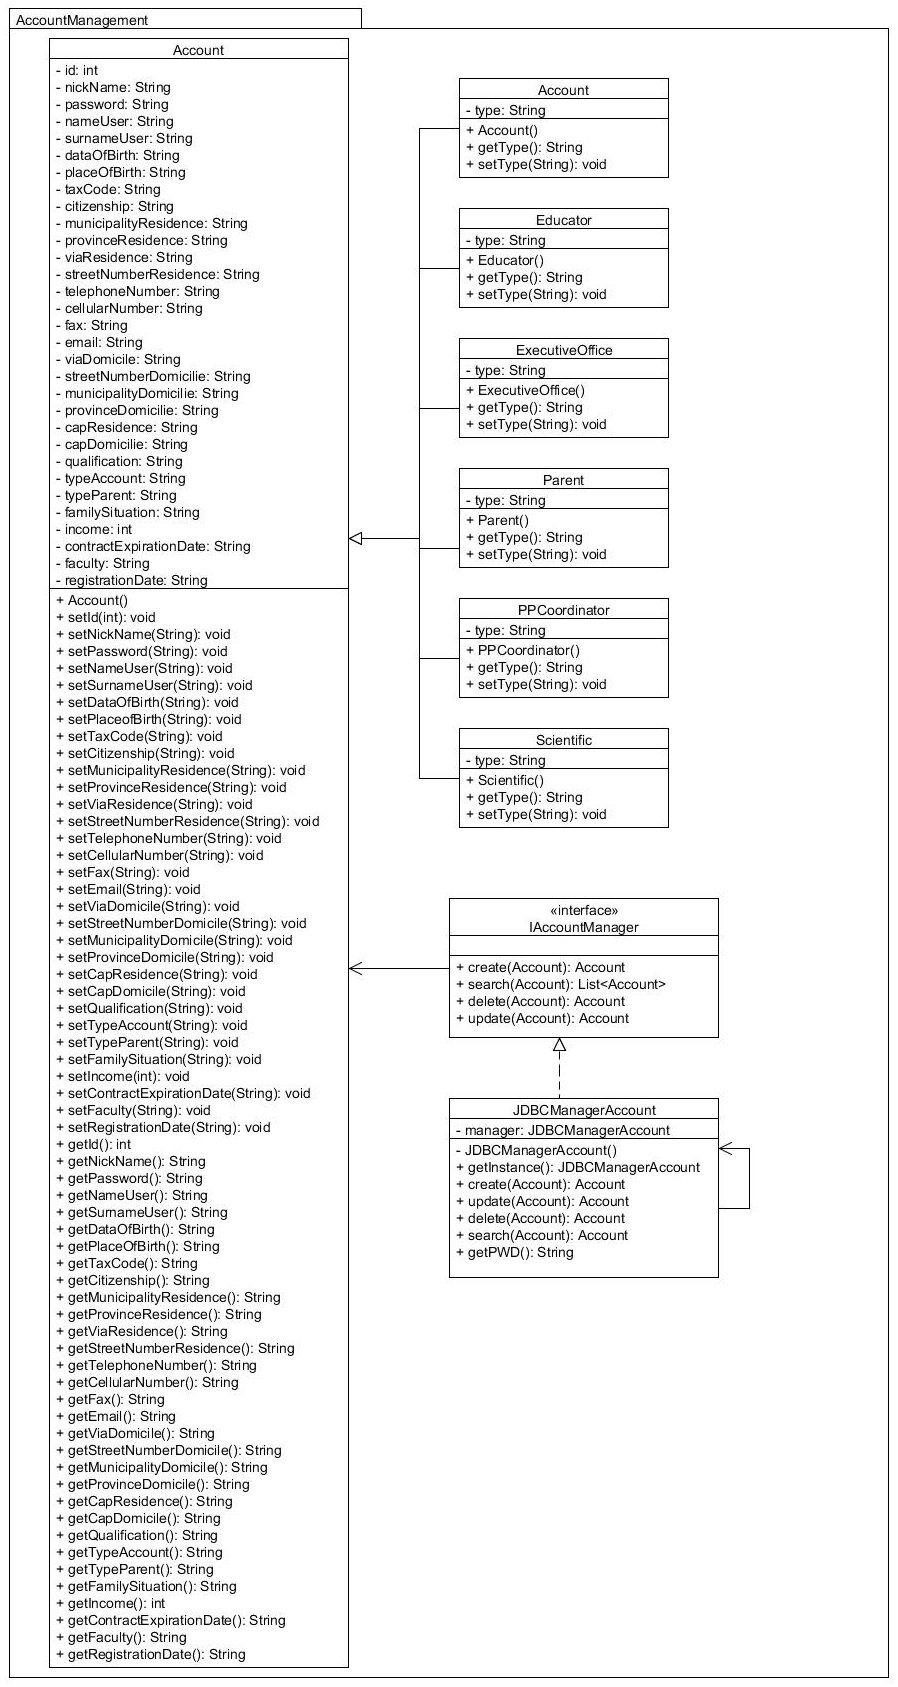 AccountManagement
Account
- id: int
- nickName: String
- password: String
- nameUser: String
- surnameUser: String
- dataOfBirth: String
- placeOfBirth: String
- taxCode: String
- citizenship: String
- municipalityResidence: String
- provinceResidence: String
- viaResidence: String
- streetNumberResidence: String
- telephoneNumber: String
- cellularNumber: String
- fax: String
- email: String
- viaDomicile: String
- streetNumberDomicilie: String
- municipalityDomicilie: String
- provinceDomicilie: String
- capResidence: String
- capDomicilie: String
- qualification: String
- typeAccount: String
- typeParent: String
- familySituation: String
- income: int
- contractExpirationDate: String
- faculty: String
- registrationDate: String
+ Account()
+ setId(int): void
+ setNickName(String): void
+ setPassword(String): void
+ setNameUser(String): void
+ setSurnameUser(String): void
+ setDataOfBirth(String): void
+ setPlaceofBirth(String): void
+ setTaxCode(String): void
+ setCitizenship(String): void
+ setMunicipalityResidence(String): void
+ setProvinceResidence(String): void
+ setViaResidence(String): void
+ setStreetNumberResidence(String): void
+ setTelephoneNumber(String): void
+ setCellularNumber(String): void
+ setFax(String): void
+ setEmail(String): void
+ setViaDomicile(String): void
+ setStreetNumberDomicile(String): void
+ setMunicipalityDomicile(String): void
+ setProvinceDomicile(String): void
+ setCapResidence(String): void
+ setCapDomicile(String): void
+ setQualification(String): void
+ setTypeAccount(String): void
+ setTypeParent(String): void
+ setFamilySituation(String): void
+ setIncome(int): void
+ setContractExpirationDate(String): void
+ setFaculty(String): void
+ setRegistrationDate(String): void
+ getId(): int
+ getNickName(): String
+ getPassword(): String
+ getNameUser(): String
+ getSurnameUser(): String
+ getDataOfBirth(): String
+ getPlaceOfBirth(): String
+ getTaxCode(): String
+ getCitizenship(): String
+ getMunicipalityResidence(): String
+ getProvinceResidence(): String
+ getViaResidence(): String
+ getStreetNumberResidence(): String
+ getTelephoneNumber(): String
+ getCellularNumber(): String
+ getFax(): String
+ getEmail(): String
+ getViaDomicile(): String
+ getStreetNumberDomicile(): String
+ getMunicipalityDomicile(): String
+ getProvinceDomicile(): String
+ getCapResidence(): String
+ getCapDomicile(): String
+ getQualification(): String
+ getTypeAccount(): String
+ getTypeParent(): String
+ getFamilySituation(): String
+ getIncome(): int
+ getContractExpirationDate(): String
+ getFaculty(): String
+ getRegistrationDate(): String
Account
- type: String
+ Account()
+ getType(): String
+ setType(String): void
Educator
- type: String
+ Educator()
+ getType(): String
+ setType(String): void
ExecutiveOffice
- type: String
+ ExecutiveOffice()
+ getType(): String
+ setType(String): void
Parent
- type: String
+ Parent()
+ getType(): String
+ setType(String): void
PPCoordinator
- type: String
+ PPCoordinator()
+ getType(): String
+ setType(String): void
Scientific
- type: String
+ Scientific()
+ getType(): String
+ setType(String): void
«interface»
IAccountManager
+ create(Account): Account
+ search(Account): List<Account>
+ delete(Account): Account
+ update(Account): Account
JDBCManagerAccount
- manager: JDBCManagerAccount
- JDBCManagerAccount()
+ getInstance(): JDBCManagerAccount
+ create(Account): Account
+ update(Account): Account
+ delete(Account): Account
+ search(Account): Account
+ getPWD(): String